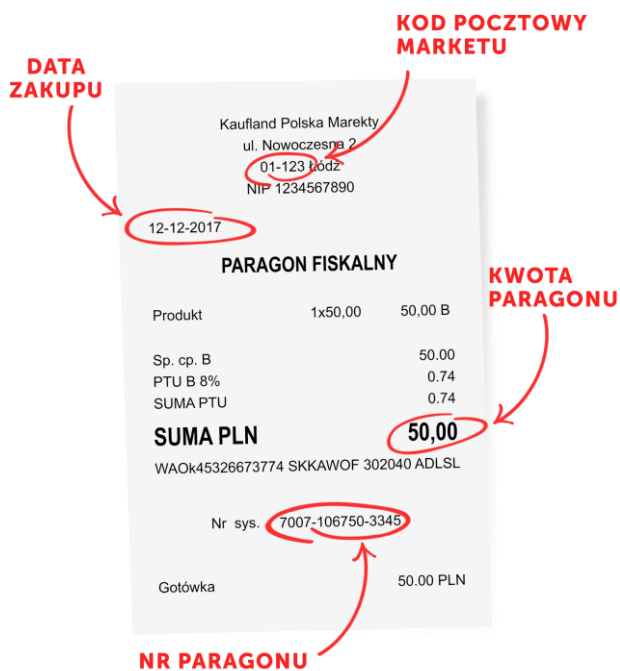 KOD POCZTOWY
MARKETU
DATA
ZAKUPU
Kaufland Polska Marekty
ul. Nowoczesna 2
01-123 Łódź
NIP 1234567890
12-12-2017
PARAGON FISKALNY
KWOTA
PARAGONU
Produkt 1x50,00 50,00 B
Sp. cp. B 50.00
PTU B 8% 0.74
SUMA PTU 0.74
SUMA PLN 50,00
WAOk45326673774 SKKAWOF 302040 ADLSL
Nr sys. 7007-106750-3345
Gotówka 50.00 PLN
NR PARAGONU